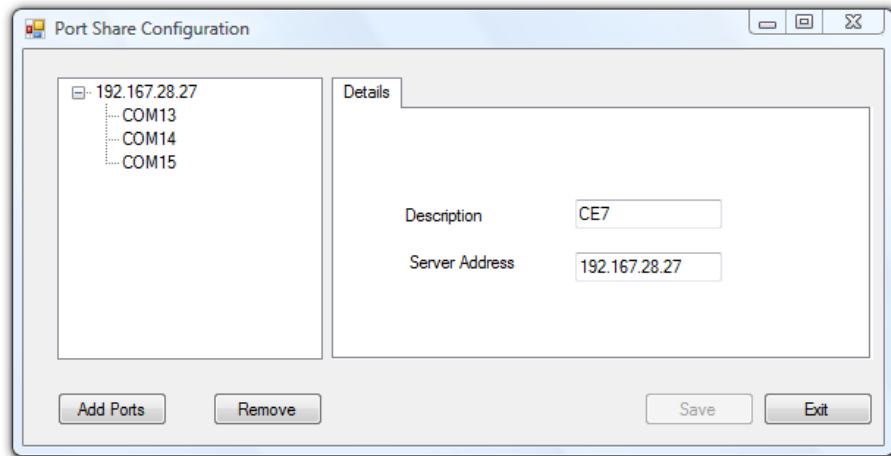 Port Share Configuration
192.167.28.27
COM13
COM14
COM15
Details
Description
CE7
Server Address
192.167.28.27
Add Ports
Remove
Save
Exit